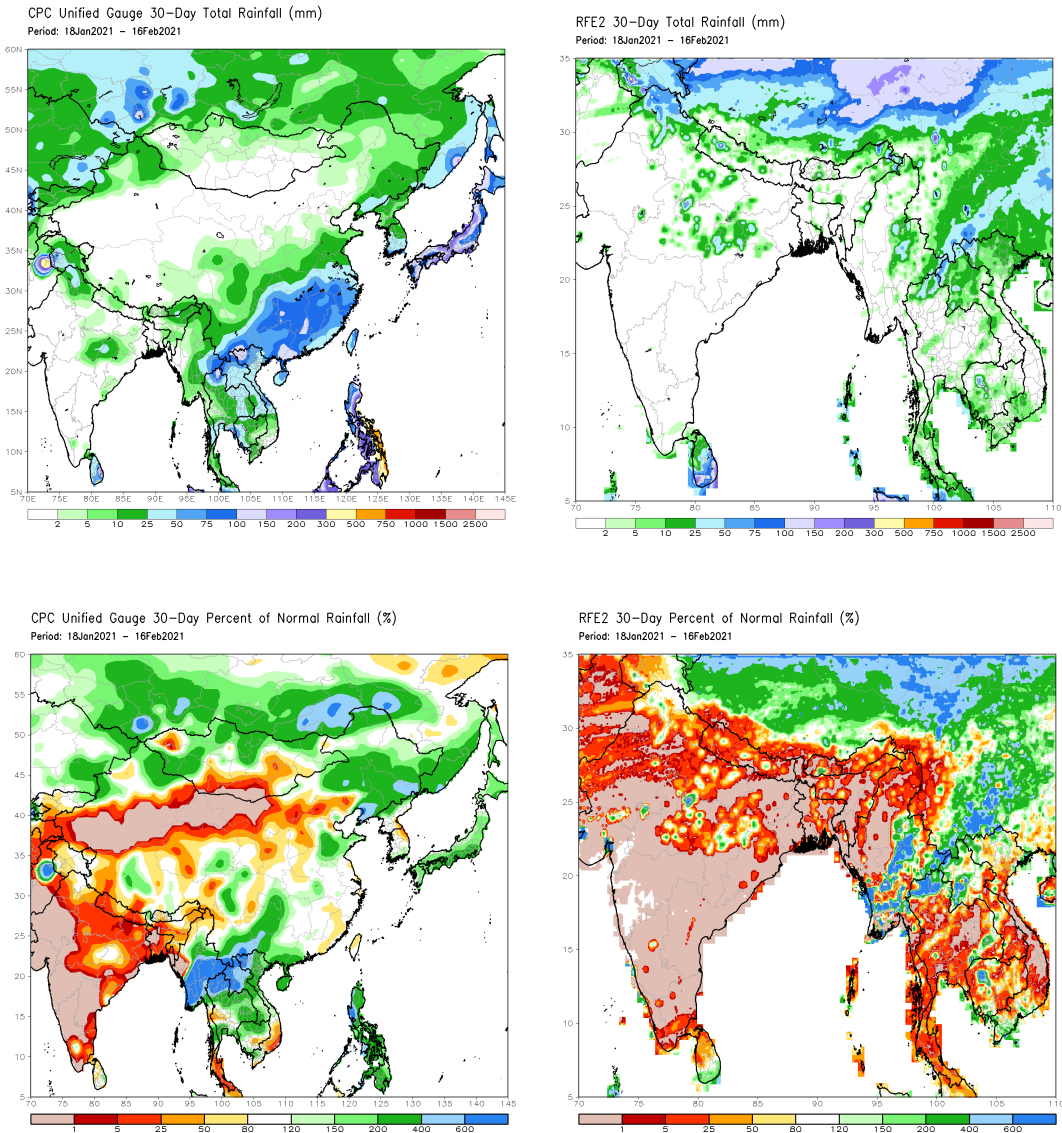 CPC Unified Gauge 30-Day Total Rainfall (mm)
Period: 18Jan2021 - 16Feb2021
60N
55N
50N
45N
40N
35N
30N
25N
20N
15N
10N
5N
70E 75E 80E 85E 90E 95E 100E 105E 110E 115E 120E 125E 130E 135E 140E 145E
2 5 10 25 50 75 100 150 200 300 500 750 1000 1500 2500
RFE2 30-Day Total Rainfall (mm)
Period: 18Jan2021 - 16Feb2021
35
30
25
20
15
10
5
70 75 80 85 90 95 100 105 110
2 5 10 25 50 75 100 150 200 300 500 750 1000 1500 2500
CPC Unified Gauge 30-Day Percent of Normal Rainfall (%)
Period: 18Jan2021 - 16Feb2021
60
55
50
45
40
35
30
25
20
15
10
5
70 75 80 85 90 95 100 105 110 115 120 125 130 135 140 145
1 5 25 50 80 120 150 200 400 600
RFE2 30-Day Percent of Normal Rainfall (%)
Period: 18Jan2021 - 16Feb2021
35
30
25
20
15
10
5
70 75 80 85 90 95 100 105 110
1 5 25 50 80 120 150 200 400 600